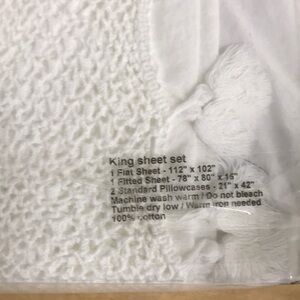 King sheet set
1 Flat Sheet - 112" x 102"
1 Fitted Sheet - 78" x 80" x 15"
2 Standard Pillowcases - 21" x 42"
Machine wash warm / Do not bleach
Tumble dry low / Warm iron needed
100% cotton